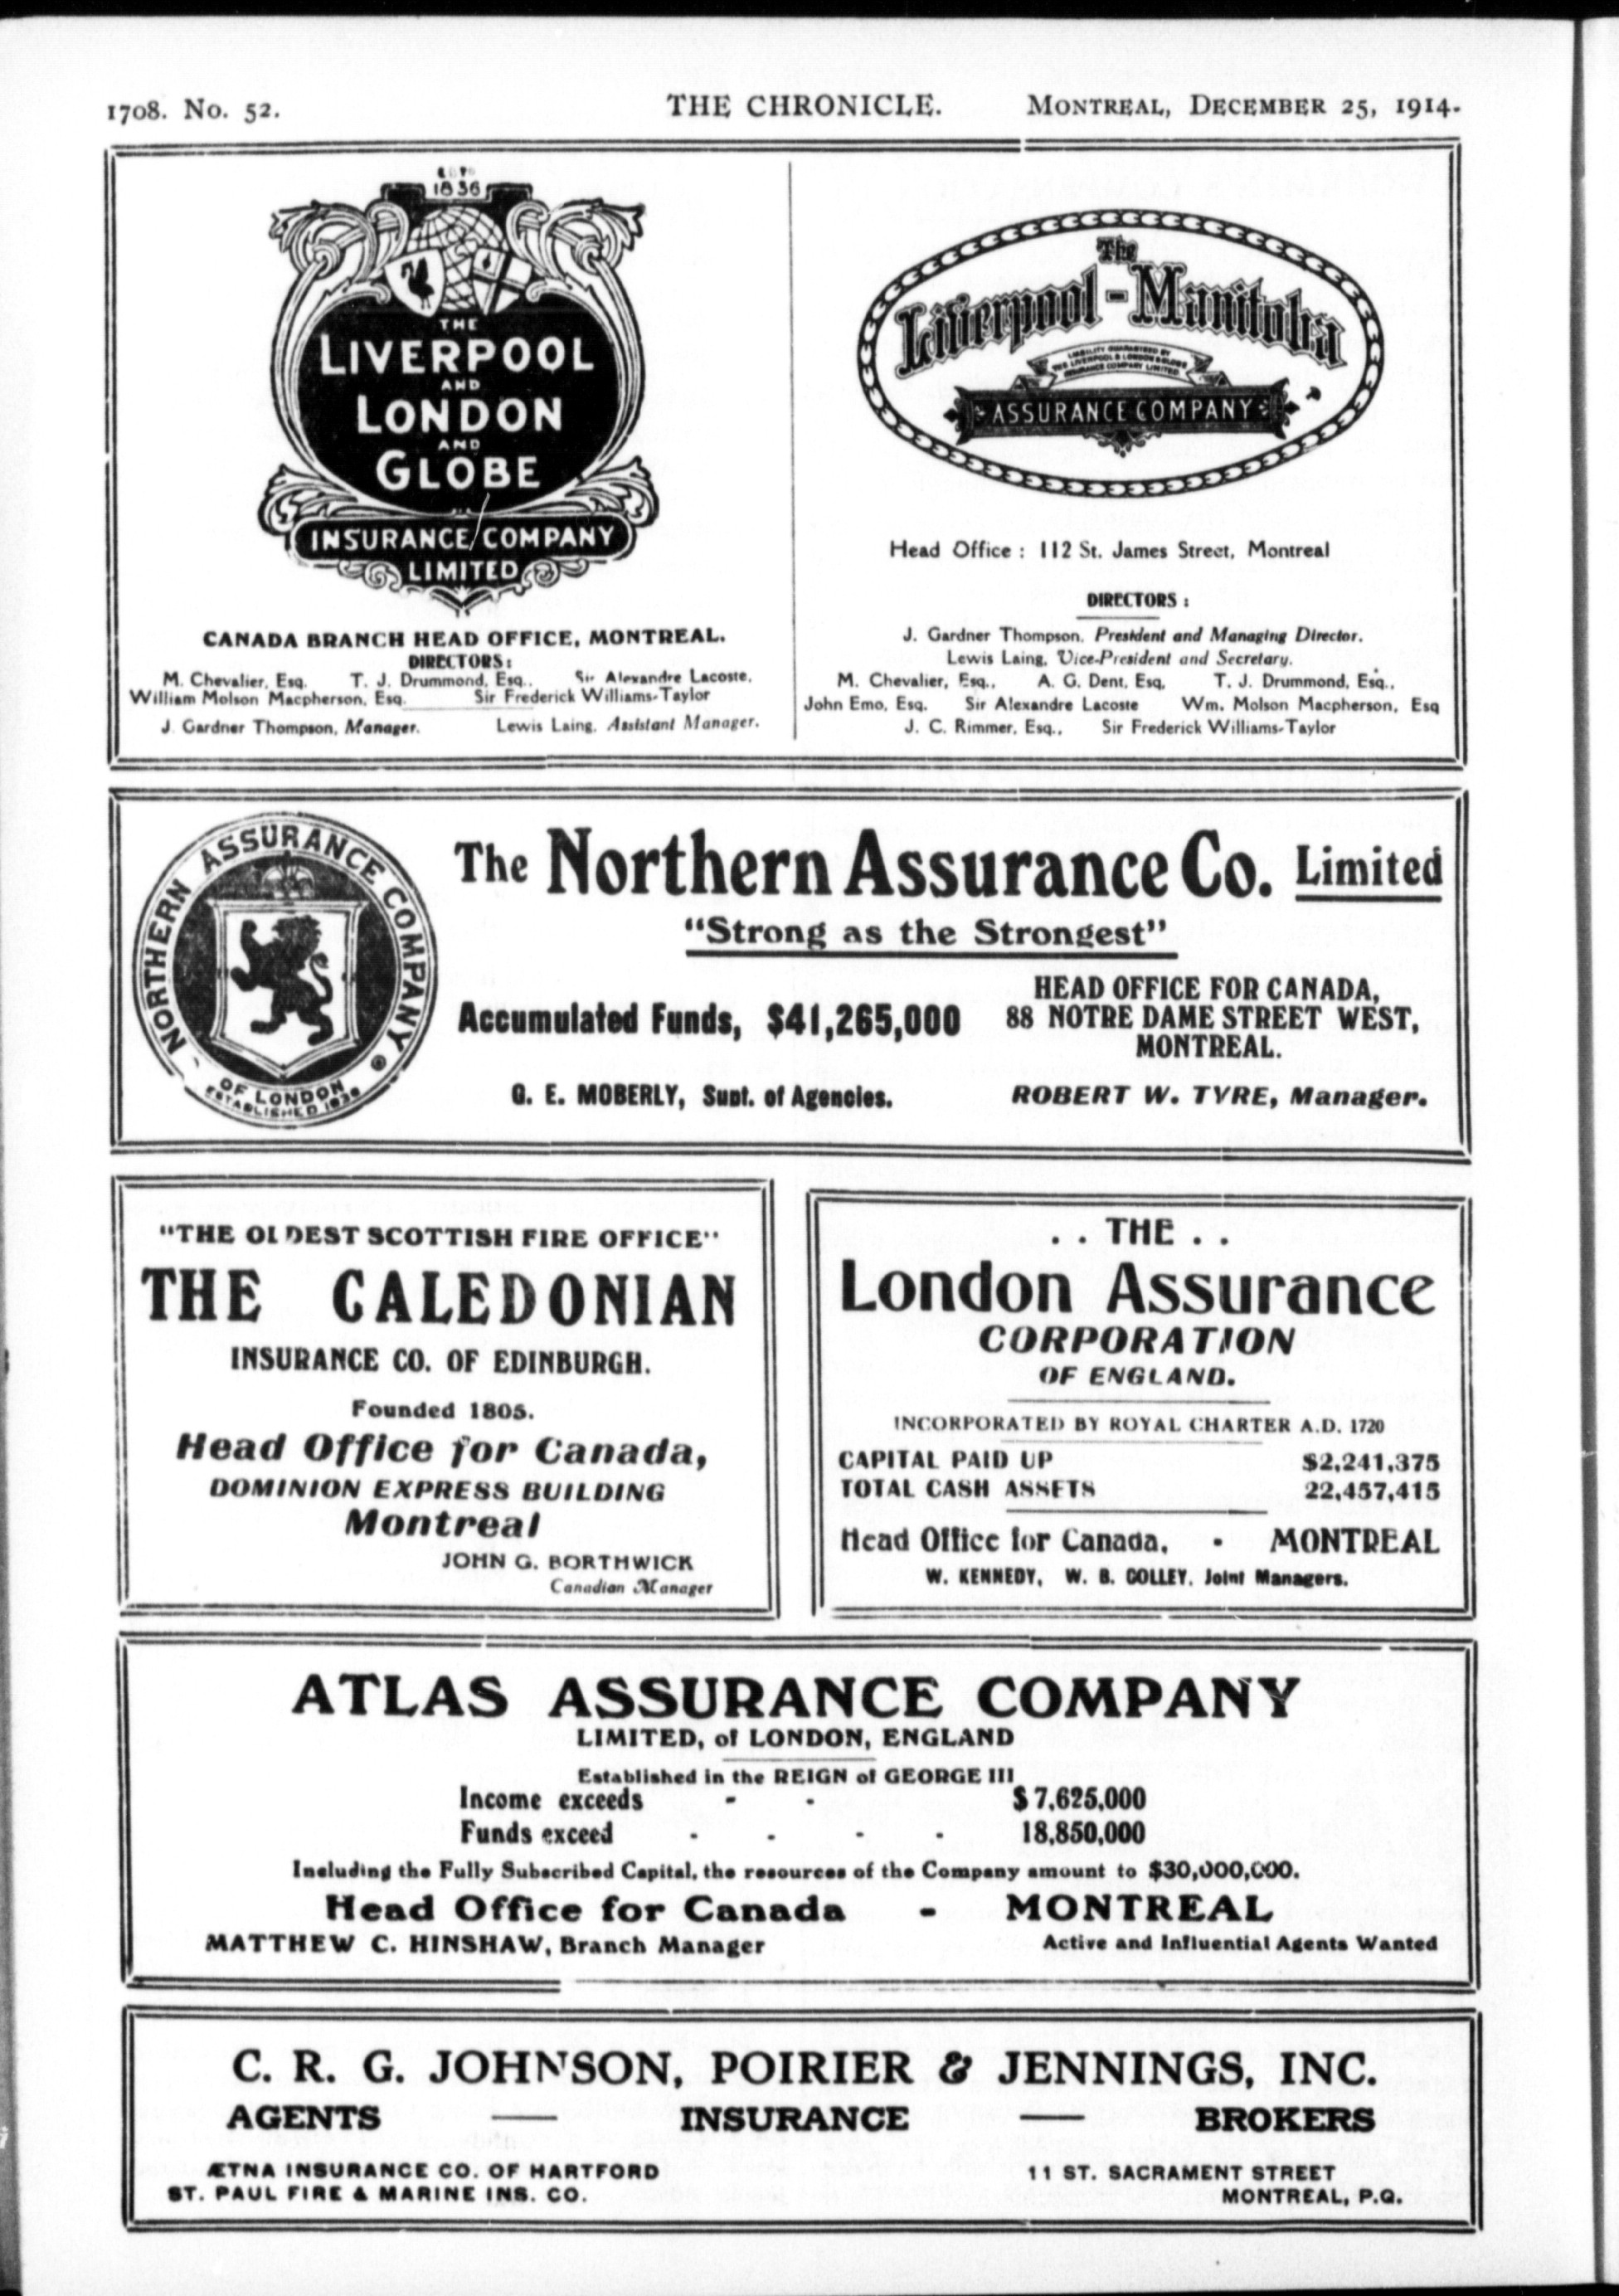 1708. No. 52.
THE CHRONICLE.
MONTREAL, DECEMBER 25, 1914.
1836
THE
LIVERPOOL
AND
LONDON
AND
GLOBE
INSURANCE COMPANY
LIMITED
CANADA BRANCH HEAD OFFICE, MONTREAL.
DIRECTORS:
M. Chevalier, Esq. T. J. Drummond, Esq., Sir Alexandre Lacoste,
William Molson Macpherson, Esq. Sir Frederick Williams-Taylor
J. Gardner Thompson, Manager. Lewis Laing, Assistant Manager.
The
Liverpool-Manitoba
LIABILITY GUARANTEED BY
THE LIVERPOOL & LONDON & GLOBE
INSURANCE COMPANY LIMITED
ASSURANCE COMPANY
Head Office : 112 St. James Street, Montreal
DIRECTORS :
J. Gardner Thompson, President and Managing Director.
Lewis Laing, Vice-President and Secretary.
M. Chevalier, Esq., A. G. Dent, Esq, T. J. Drummond, Esq.,
John Emo, Esq. Sir Alexandre Lacoste Wm. Molson Macpherson, Esq
J. C. Rimmer, Esq., Sir Frederick Williams-Taylor
NORTHERN ASSURANCE COMPANY
OF LONDON
ESTABLISHED 1836
The Northern Assurance Co. Limited
"Strong as the Strongest"
Accumulated Funds, $41,265,000
HEAD OFFICE FOR CANADA,
88 NOTRE DAME STREET WEST,
MONTREAL.
G. E. MOBERLY, Supt. of Agencies.
ROBERT W. TYRE, Manager.
"THE OLDEST SCOTTISH FIRE OFFICE"
THE CALEDONIAN
INSURANCE CO. OF EDINBURGH.
Founded 1805.
Head Office for Canada,
DOMINION EXPRESS BUILDING
Montreal
JOHN G. BORTHWICK
Canadian Manager
. . THE . .
London Assurance
CORPORATION
OF ENGLAND.
INCORPORATED BY ROYAL CHARTER A.D. 1720
CAPITAL PAID UP $2,241,375
TOTAL CASH ASSETS 22,457,415
Head Office for Canada, - MONTREAL
W. KENNEDY, W. B. COLLEY, Joint Managers.
ATLAS ASSURANCE COMPANY
LIMITED, of LONDON, ENGLAND
Established in the REIGN of GEORGE III
Income exceeds - - $ 7,625,000
Funds exceed - - - - 18,850,000
Including the Fully Subscribed Capital, the resources of the Company amount to $30,000,000.
Head Office for Canada - MONTREAL
MATTHEW C. HINSHAW, Branch Manager
Active and Influential Agents Wanted
C. R. G. JOHNSON, POIRIER & JENNINGS, INC.
AGENTS — INSURANCE — BROKERS
ÆTNA INSURANCE CO. OF HARTFORD
ST. PAUL FIRE & MARINE INS. CO.
11 ST. SACRAMENT STREET
MONTREAL, P.Q.